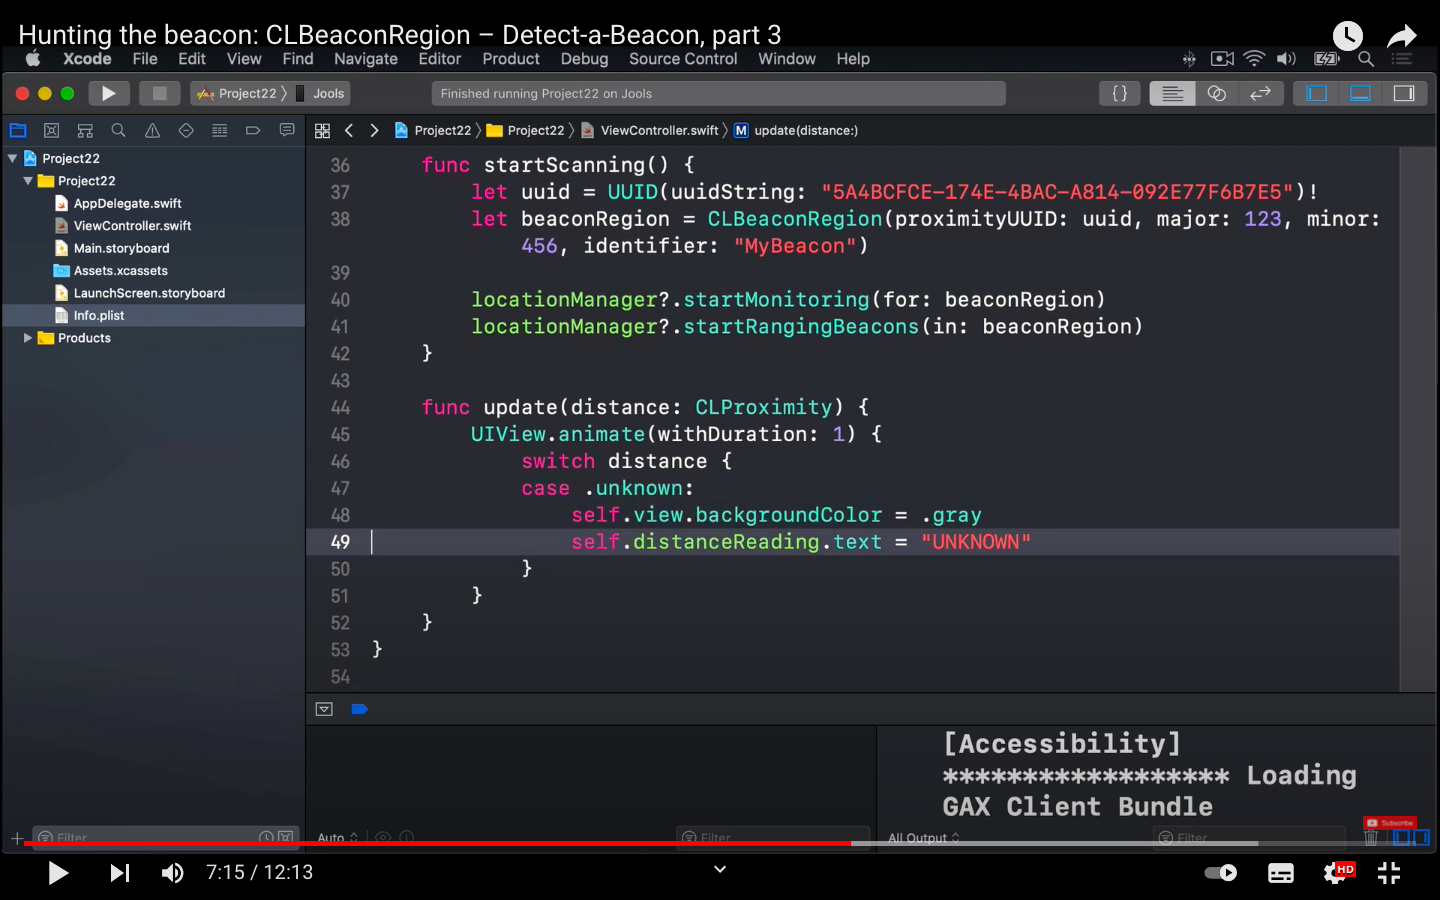 Hunting the beacon: CLBeaconRegion – Detect-a-Beacon, part 3
Xcode File Edit View Find Navigate Editor Product Debug Source Control Window Help
Project22 Jools
Finished running Project22 on Jools
Project22 Project22 ViewController.swift M update(distance:)
Project22
Project22
AppDelegate.swift
ViewController.swift
Main.storyboard
Assets.xcassets
LaunchScreen.storyboard
Info.plist
Products
36 func startScanning() {
37 let uuid = UUID(uuidString: "5A4BCFCE-174E-4BAC-A814-092E77F6B7E5")!
38 let beaconRegion = CLBeaconRegion(proximityUUID: uuid, major: 123, minor:
456, identifier: "MyBeacon")
39
40 locationManager?.startMonitoring(for: beaconRegion)
41 locationManager?.startRangingBeacons(in: beaconRegion)
42 }
43
44 func update(distance: CLProximity) {
45 UIView.animate(withDuration: 1) {
46 switch distance {
47 case .unknown:
48 self.view.backgroundColor = .gray
49 self.distanceReading.text = "UNKNOWN"
50 }
51 }
52 }
53 }
54
[Accessibility]
****************** Loading
GAX Client Bundle
Subscribe
Filter
Auto
Filter
All Output
Filter
7:15 / 12:13
HD